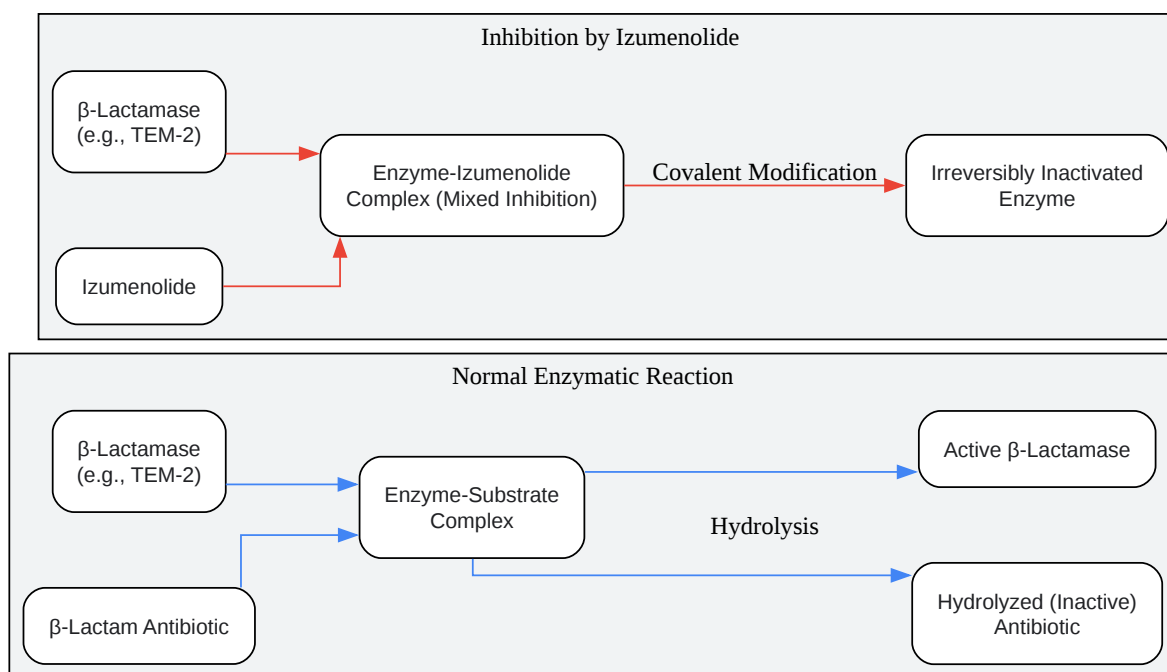 Inhibition by Izumenolide
β-Lactamase
(e.g., TEM-2)
Enzyme-Izumenolide
Complex (Mixed Inhibition)
Covalent Modification
Irreversibly Inactivated
Enzyme
Izumenolide
Normal Enzymatic Reaction
β-Lactamase
(e.g., TEM-2)
Enzyme-Substrate
Complex
Active β-Lactamase
Hydrolysis
β-Lactam Antibiotic
Hydrolyzed (Inactive)
Antibiotic